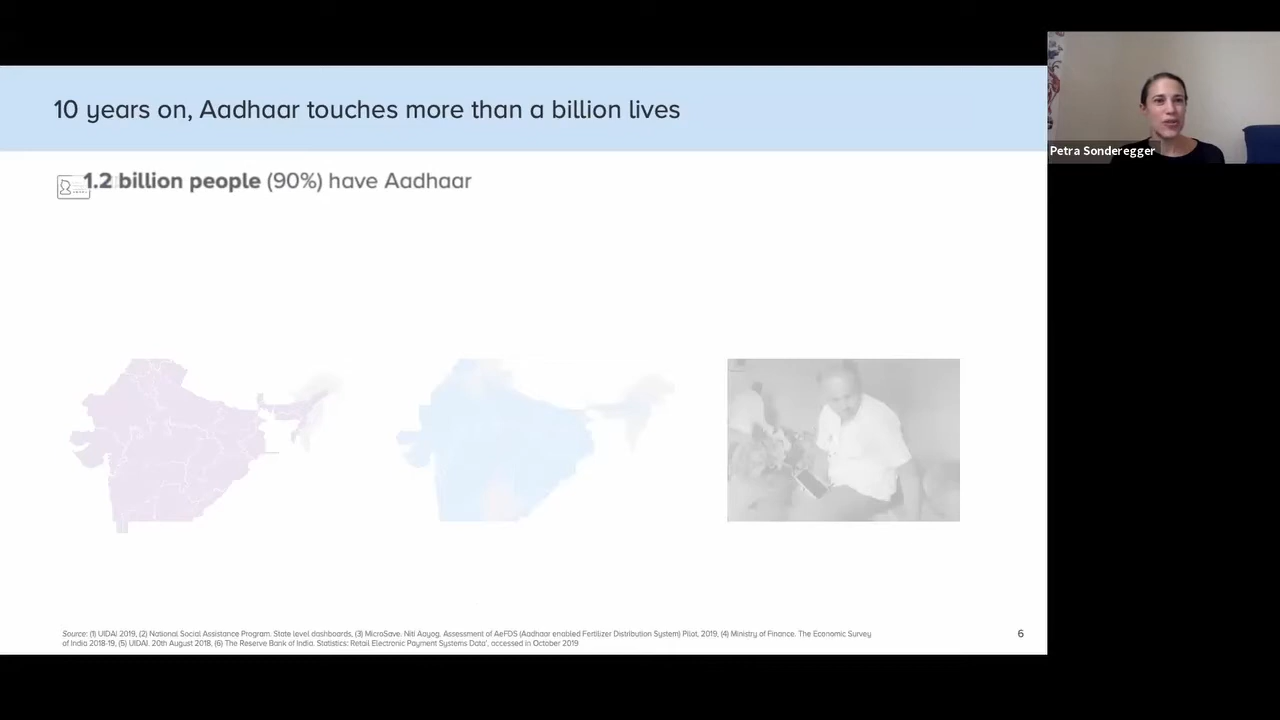 10 years on, Aadhaar touches more than a billion lives
Petra Sonderegger
1.2 billion people (90%) have Aadhaar
Source: (1) UIDAI 2019, (2) National Social Assistance Program. State level dashboards, (3) MicroSave. Niti Aayog. Assessment of AeFDS (Aadhaar enabled Fertilizer Distribution System) Pilot, 2019, (4) Ministry of Finance. The Economic Survey
of India 2018-19, (5) UIDAI. 20th August 2018, (6) The Reserve Bank of India. Statistics: Retail Electronic Payment Systems Data', accessed in October 2019
6